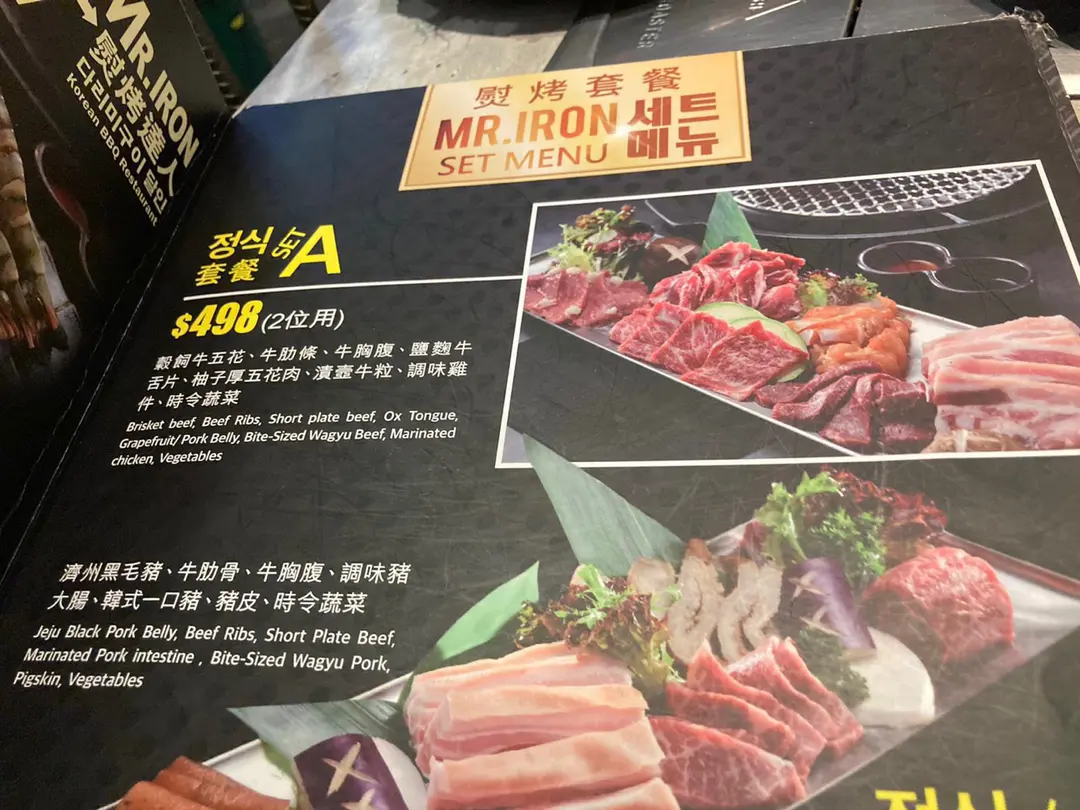 MR.IRON
熨烤達人
다리미구이 달인
Korean BBQ Restaurant
熨烤套餐
MR.IRON 세트
SET MENU 메뉴
정식 SET A
套餐
$498 (2位用)
穀飼牛五花、牛肋條、牛胸腹、鹽麴牛
舌片、柚子厚五花肉、漬壺牛粒、調味雞
件、時令蔬菜
Brisket beef, Beef Ribs, Short plate beef, Ox Tongue,
Grapefruit/ Pork Belly, Bite-Sized Wagyu Beef, Marinated
chicken, Vegetables
濟州黑毛豬、牛肋骨、牛胸腹、調味豬
大腸、韓式一口豬、豬皮、時令蔬菜
Jeju Black Pork Belly, Beef Ribs, Short Plate Beef,
Marinated Pork intestine , Bite-Sized Wagyu Pork,
Pigskin, Vegetables
정식